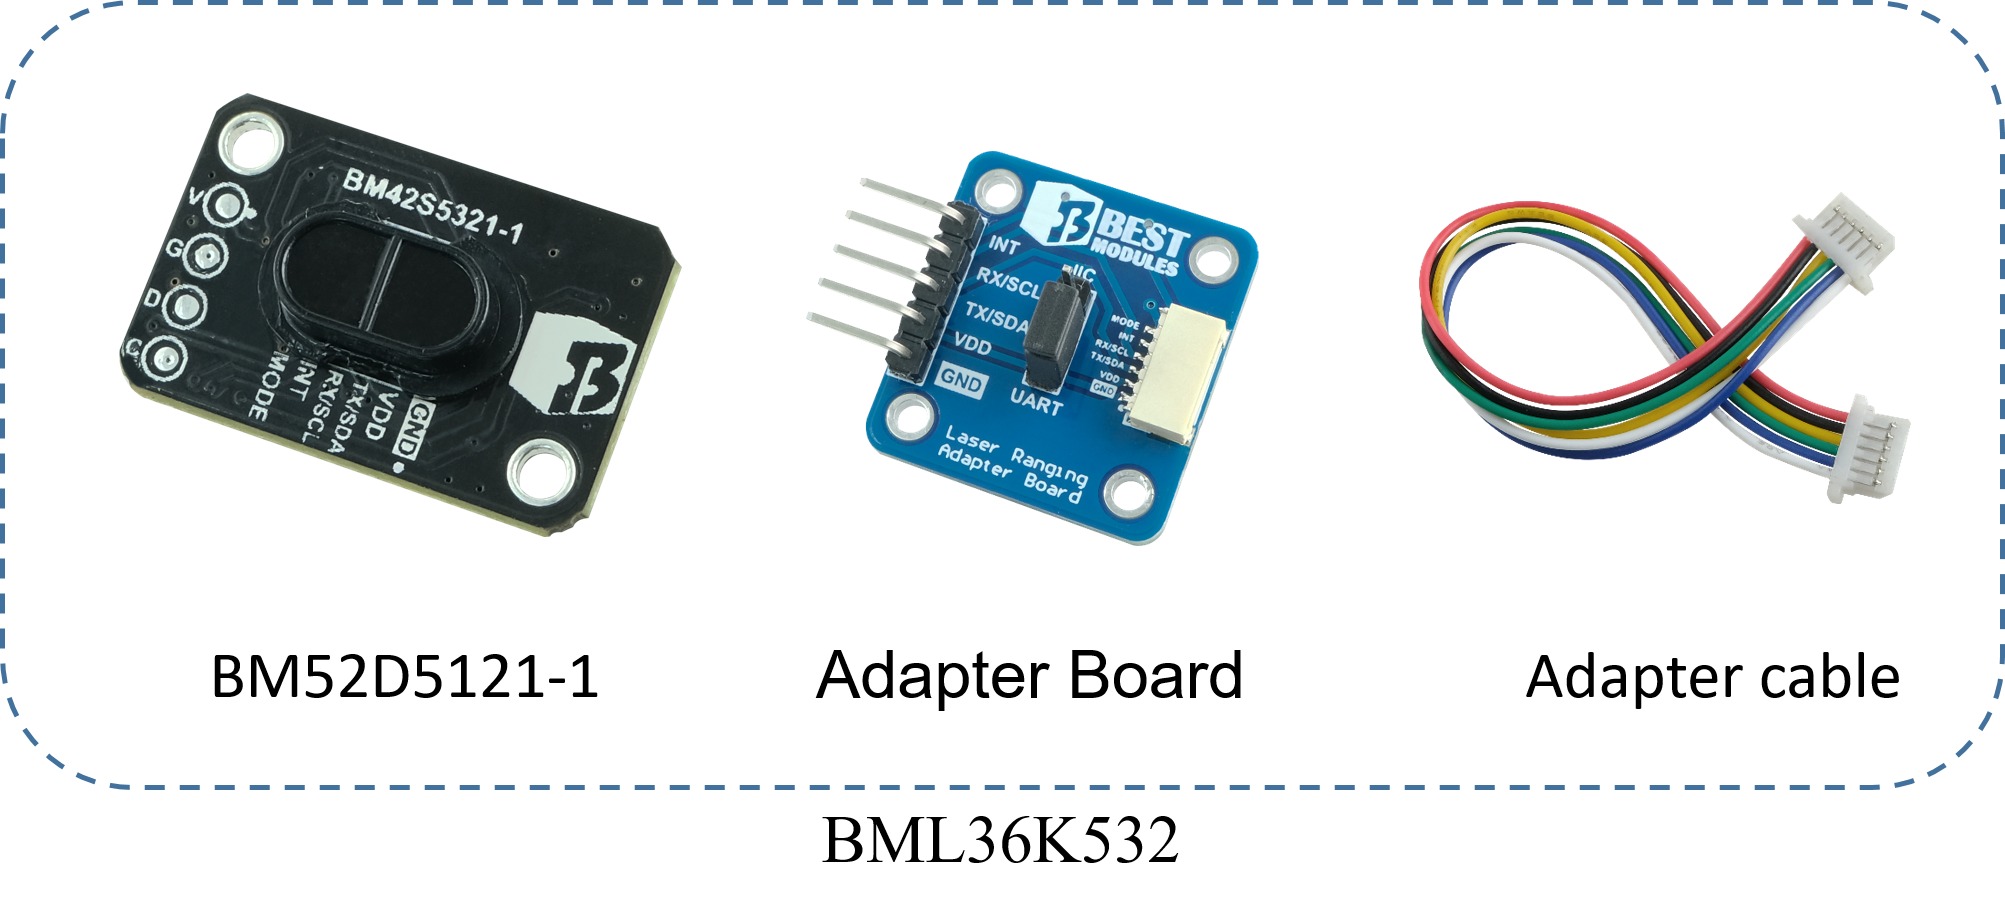 BM42S5321-1
V
G
D
C
MODE
INT
RX/SCL
TX/SDA
VDD
GND
BEST
MODULES
IIC
INT
RX/SCL
TX/SDA
VDD
GND
UART
MODE
INT
RX/SCL
TX/SDA
VDD
GND
Laser Ranging
Adapter Board
BM52D5121-1
Adapter Board
Adapter cable
BML36K532